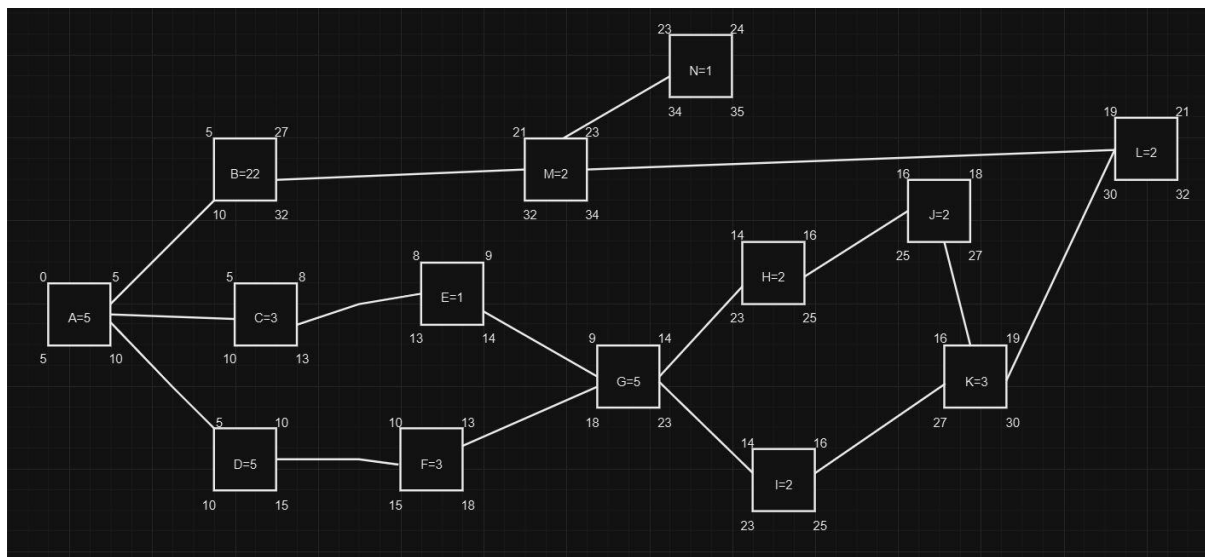 23 24
N=1
34 35
19 21
L=2
30 32
5 27
B=22
10 32
21 23
M=2
32 34
16 18
J=2
25 27
14 16
H=2
23 25
8 9
E=1
13 14
0 5
A=5
5 10
5 8
C=3
10 13
9 14
G=5
18 23
16 19
K=3
27 30
5 10
D=5
10 15
10 13
F=3
15 18
14 16
I=2
23 25